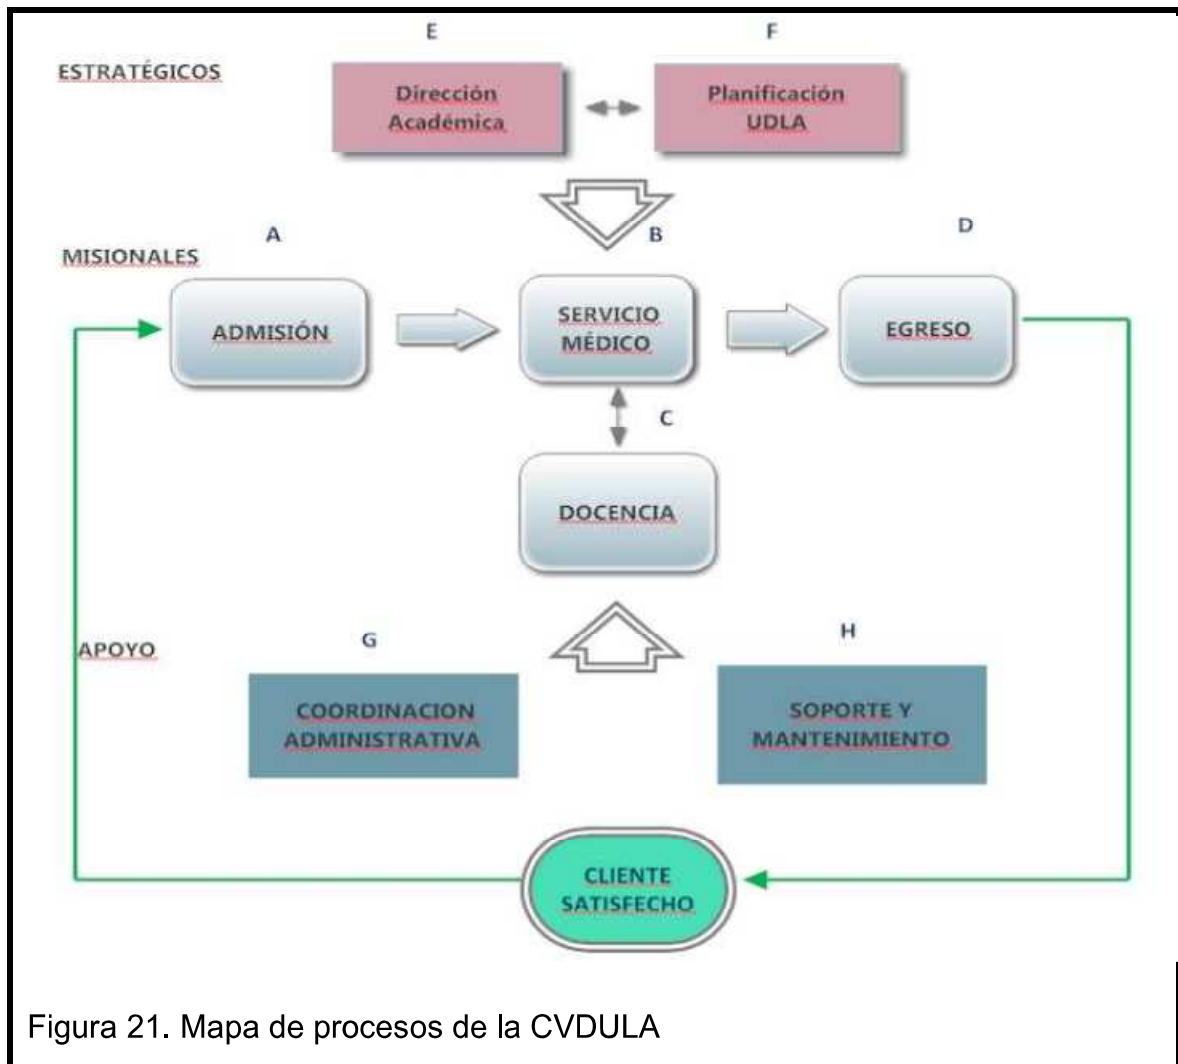 E
F
ESTRATÉGICOS
Dirección
Académica
Planificación
UDLA
A
B
D
MISIONALES
ADMISIÓN
SERVICIO
MÉDICO
EGRESO
C
DOCENCIA
G
H
APOYO
COORDINACION
ADMINISTRATIVA
SOPORTE Y
MANTENIMIENTO
CLIENTE
SATISFECHO
Figura 21. Mapa de procesos de la CVDULA